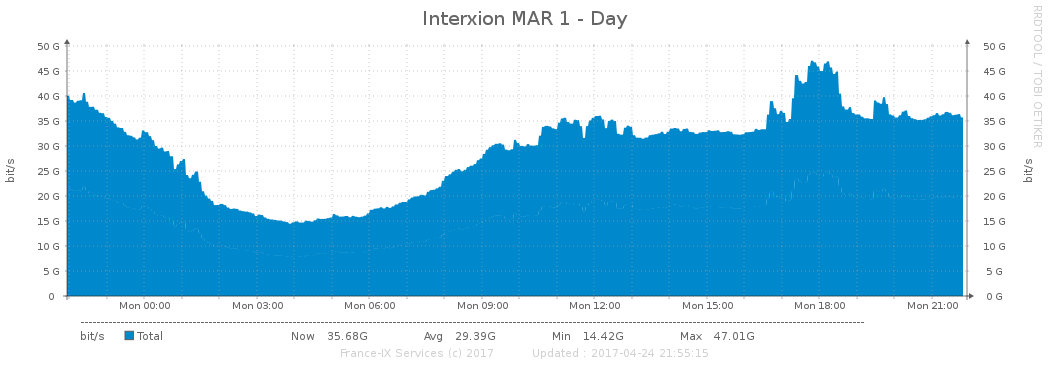 Interxion MAR 1 - Day
RRDTOOL / TOBI OETIKER
50 G 50 G
45 G 45 G
40 G 40 G
35 G 35 G
30 G 30 G
25 G 25 G
20 G 20 G
15 G 15 G
10 G 10 G
5 G 5 G
0 0 G
bit/s bit/s
Mon 00:00 Mon 03:00 Mon 06:00 Mon 09:00 Mon 12:00 Mon 15:00 Mon 18:00 Mon 21:00
bit/s Total Now 35.68G Avg 29.39G Min 14.42G Max 47.01G
France-IX Services (c) 2017 Updated : 2017-04-24 21:55:15